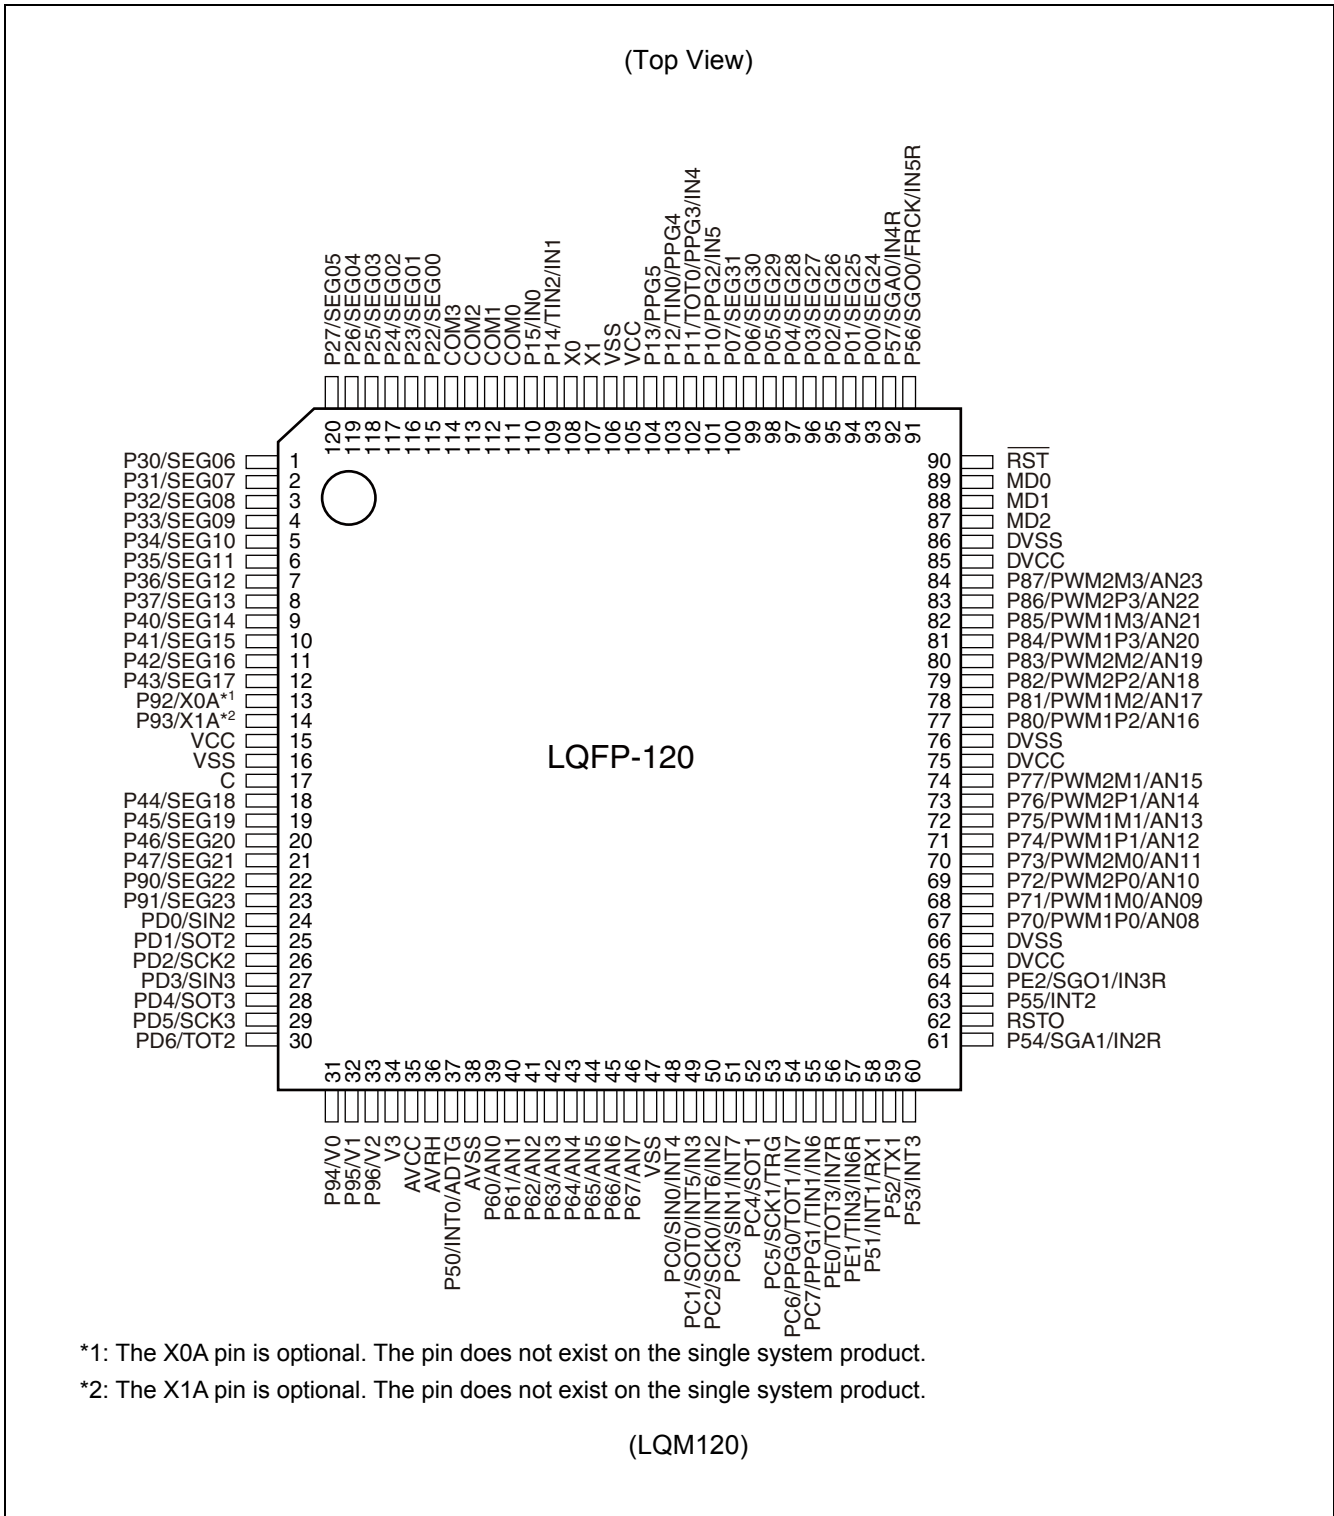 (Top View)
P27/SEG05
P26/SEG04
P25/SEG03
P24/SEG02
P23/SEG01
P22/SEG00
COM3
COM2
COM1
COM0
P15/IN0
P14/TIN2/IN1
X0
X1
VSS
VCC
P13/PPG5
P12/TIN0/PPG4
P11/TOT0/PPG3/IN4
P10/PPG2/IN5
P07/SEG31
P06/SEG30
P05/SEG29
P04/SEG28
P03/SEG27
P02/SEG26
P01/SEG25
P00/SEG24
P57/SGA0/IN4R
P56/SGO0/FRCK/IN5R
120 119 118 117 116 115 114 113 112 111 110 109 108 107 106 105 104 103 102 101 100 99 98 97 96 95 94 93 92 91
P30/SEG06 1
P31/SEG07 2
P32/SEG08 3
P33/SEG09 4
P34/SEG10 5
P35/SEG11 6
P36/SEG12 7
P37/SEG13 8
P40/SEG14 9
P41/SEG15 10
P42/SEG16 11
P43/SEG17 12
P92/X0A*1 13
P93/X1A*2 14
VCC 15
VSS 16
C 17
P44/SEG18 18
P45/SEG19 19
P46/SEG20 20
P47/SEG21 21
P90/SEG22 22
P91/SEG23 23
PD0/SIN2 24
PD1/SOT2 25
PD2/SCK2 26
PD3/SIN3 27
PD4/SOT3 28
PD5/SCK3 29
PD6/TOT2 30
LQFP-120
90 RST
89 MD0
88 MD1
87 MD2
86 DVSS
85 DVCC
84 P87/PWM2M3/AN23
83 P86/PWM2P3/AN22
82 P85/PWM1M3/AN21
81 P84/PWM1P3/AN20
80 P83/PWM2M2/AN19
79 P82/PWM2P2/AN18
78 P81/PWM1M2/AN17
77 P80/PWM1P2/AN16
76 DVSS
75 DVCC
74 P77/PWM2M1/AN15
73 P76/PWM2P1/AN14
72 P75/PWM1M1/AN13
71 P74/PWM1P1/AN12
70 P73/PWM2M0/AN11
69 P72/PWM2P0/AN10
68 P71/PWM1M0/AN09
67 P70/PWM1P0/AN08
66 DVSS
65 DVCC
64 PE2/SGO1/IN3R
63 P55/INT2
62 RSTO
61 P54/SGA1/IN2R
31 32 33 34 35 36 37 38 39 40 41 42 43 44 45 46 47 48 49 50 51 52 53 54 55 56 57 58 59 60
P94/V0
P95/V1
P96/V2
V3
AVCC
AVRH
P50/INT0/ADTG
AVSS
P60/AN0
P61/AN1
P62/AN2
P63/AN3
P64/AN4
P65/AN5
P66/AN6
P67/AN7
VSS
PC0/SIN0/INT4
PC1/SOT0/INT5/IN3
PC2/SCK0/INT6/IN2
PC3/SIN1/INT7
PC4/SOT1
PC5/SCK1/TRG
PC6/PPG0/TOT1/IN7
PC7/PPG1/TIN1/IN6
PE0/TOT3/IN7R
PE1/TIN3/IN6R
P51/INT1/RX1
P52/TX1
P53/INT3
*1: The X0A pin is optional. The pin does not exist on the single system product.
*2: The X1A pin is optional. The pin does not exist on the single system product.
(LQM120)